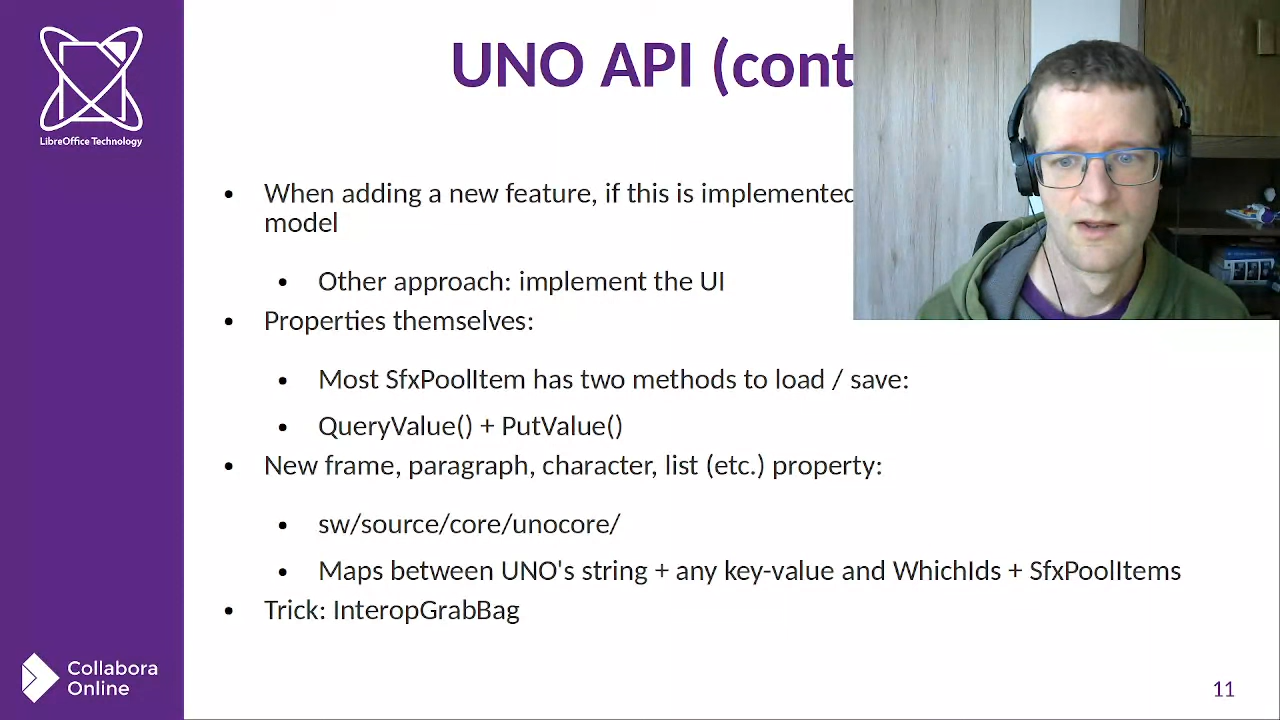 LibreOffice Technology
UNO API (cont
When adding a new feature, if this is implemented
model
Other approach: implement the UI
Properties themselves:
Most SfxPoolItem has two methods to load / save:
QueryValue() + PutValue()
New frame, paragraph, character, list (etc.) property:
sw/source/core/unocore/
Maps between UNO's string + any key-value and WhichIds + SfxPoolItems
Trick: InteropGrabBag
Collabora
Online
11